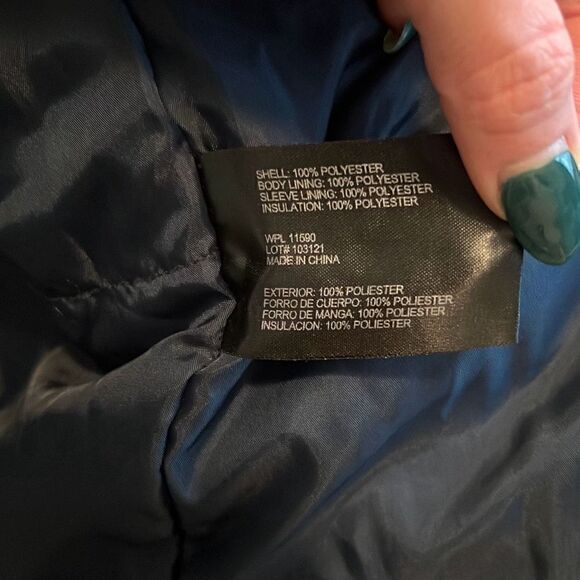 SHELL: 100% POLYESTER
BODY LINING: 100% POLYESTER
SLEEVE LINING: 100% POLYESTER
INSULATION: 100% POLYESTER
WPL 11590
LOT# 103121
MADE IN CHINA
EXTERIOR: 100% POLIESTER
FORRO DE CUERPO: 100% POLIESTER
FORRO DE MANGA: 100% POLIESTER
INSULACION: 100% POLIESTER